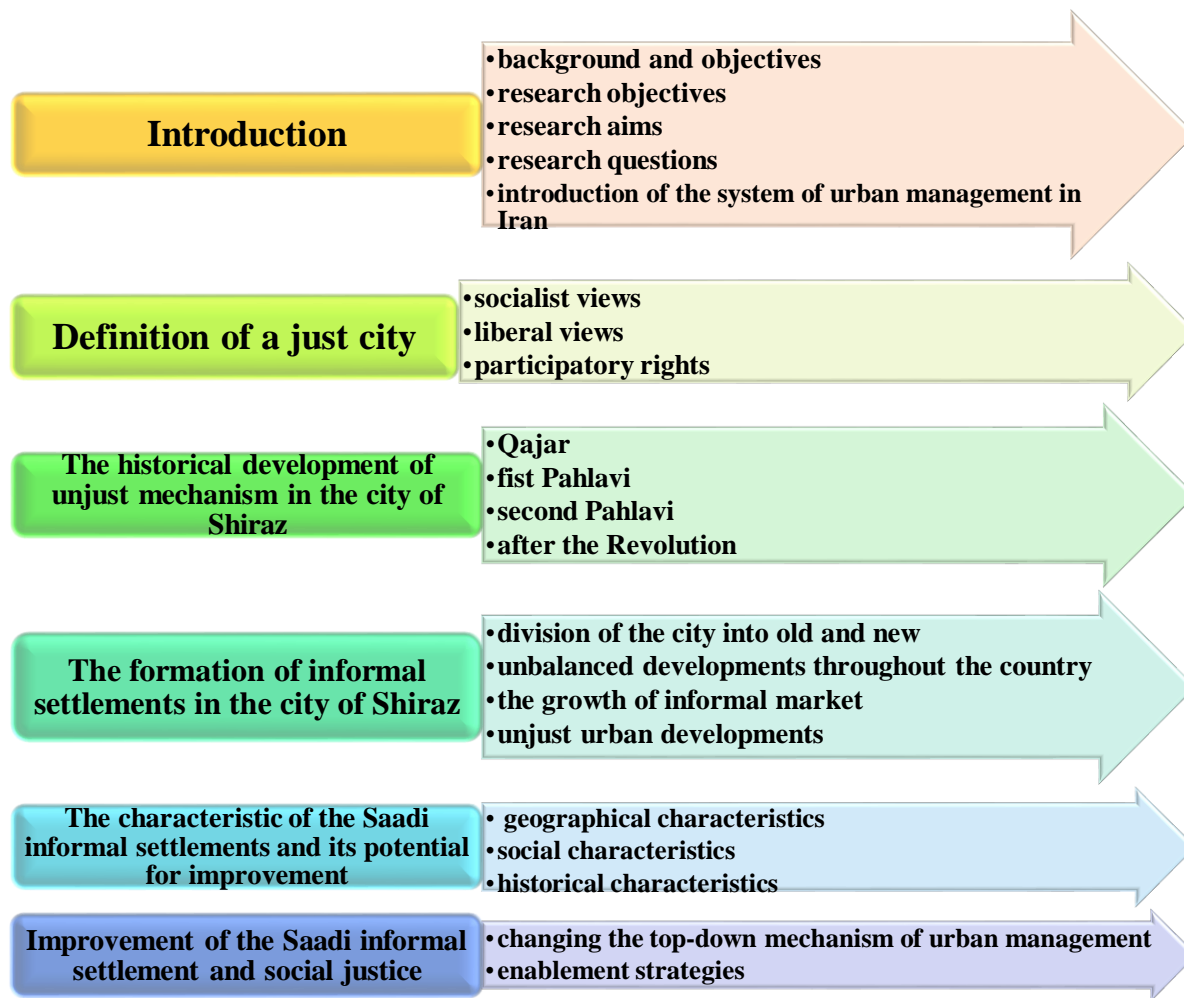 Introduction
•background and objectives
•research objectives
•research aims
•research questions
•introduction of the system of urban management in
Iran
Definition of a just city
•socialist views
•liberal views
•participatory rights
The historical development of
unjust mechanism in the city of
Shiraz
•Qajar
•fist Pahlavi
•second Pahlavi
•after the Revolution
The formation of informal
settlements in the city of Shiraz
•division of the city into old and new
•unbalanced developments throughout the country
•the growth of informal market
•unjust urban developments
The characteristic of the Saadi
informal settlements and its potential
for improvement
• geographical characteristics
•social characteristics
•historical characteristics
Improvement of the Saadi informal
settlement and social justice
•changing the top-down mechanism of urban management
•enablement strategies